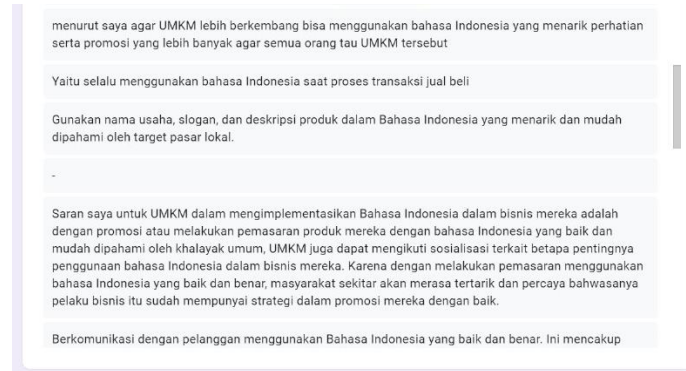 menurut saya agar UMKM lebih berkembang bisa menggunakan bahasa Indonesia yang menarik perhatian
serta promosi yang lebih banyak agar semua orang tau UMKM tersebut
Yaitu selalu menggunakan bahasa Indonesia saat proses transaksi jual beli
Gunakan nama usaha, slogan, dan deskripsi produk dalam Bahasa Indonesia yang menarik dan mudah
dipahami oleh target pasar lokal.
-
Saran saya untuk UMKM dalam mengimplementasikan Bahasa Indonesia dalam bisnis mereka adalah
dengan promosi atau melakukan pemasaran produk mereka dengan bahasa Indonesia yang baik dan
mudah dipahami oleh khalayak umum, UMKM juga dapat mengikuti sosialisasi terkait betapa pentingnya
penggunaan bahasa Indonesia dalam bisnis mereka. Karena dengan melakukan pemasaran menggunakan
bahasa Indonesia yang baik dan benar, masyarakat sekitar akan merasa tertarik dan percaya bahwasanya
pelaku bisnis itu sudah mempunyai strategi dalam promosi mereka dengan baik.
Berkomunikasi dengan pelanggan menggunakan Bahasa Indonesia yang baik dan benar. Ini mencakup